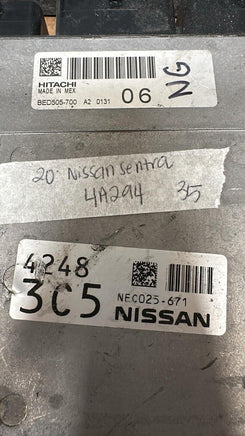 HITACHI
MADE IN MEX
BED505-700 A2 0131 06
NG
20 Nissan sentra
4A294 35
4248
3C5
NEC025-671
NISSAN